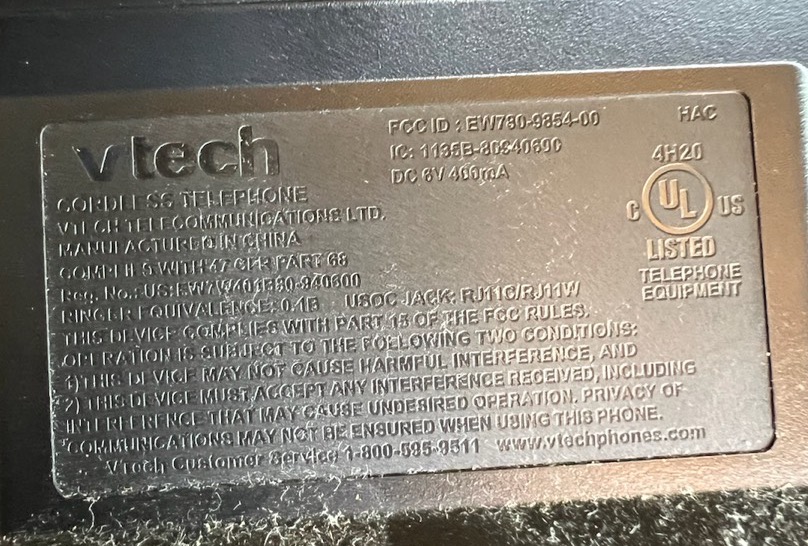 vtech
FCC ID : EW780-9854-00
HAC
IC: 1135B-80940600
DC 6V 400mA
4H20
C UL US
LISTED
TELEPHONE
EQUIPMENT
CORDLESS TELEPHONE
VTECH TELECOMMUNICATIONS LTD.
MANUFACTURED IN CHINA
COMPLIES WITH 47 CFR PART 68
Reg. No.: US:EW7W401B80-940600
RINGER EQUIVALENCE: 0.1B USOC JACK: RJ11C/RJ11W
THIS DEVICE COMPLIES WITH PART 15 OF THE FCC RULES.
OPERATION IS SUBJECT TO THE FOLLOWING TWO CONDITIONS:
1) THIS DEVICE MAY NOT CAUSE HARMFUL INTERFERENCE, AND
2) THIS DEVICE MUST ACCEPT ANY INTERFERENCE RECEIVED, INCLUDING
INTERFERENCE THAT MAY CAUSE UNDESIRED OPERATION. PRIVACY OF
COMMUNICATIONS MAY NOT BE ENSURED WHEN USING THIS PHONE.
VTech Customer Service 1-800-595-9511 www.vtechphones.com